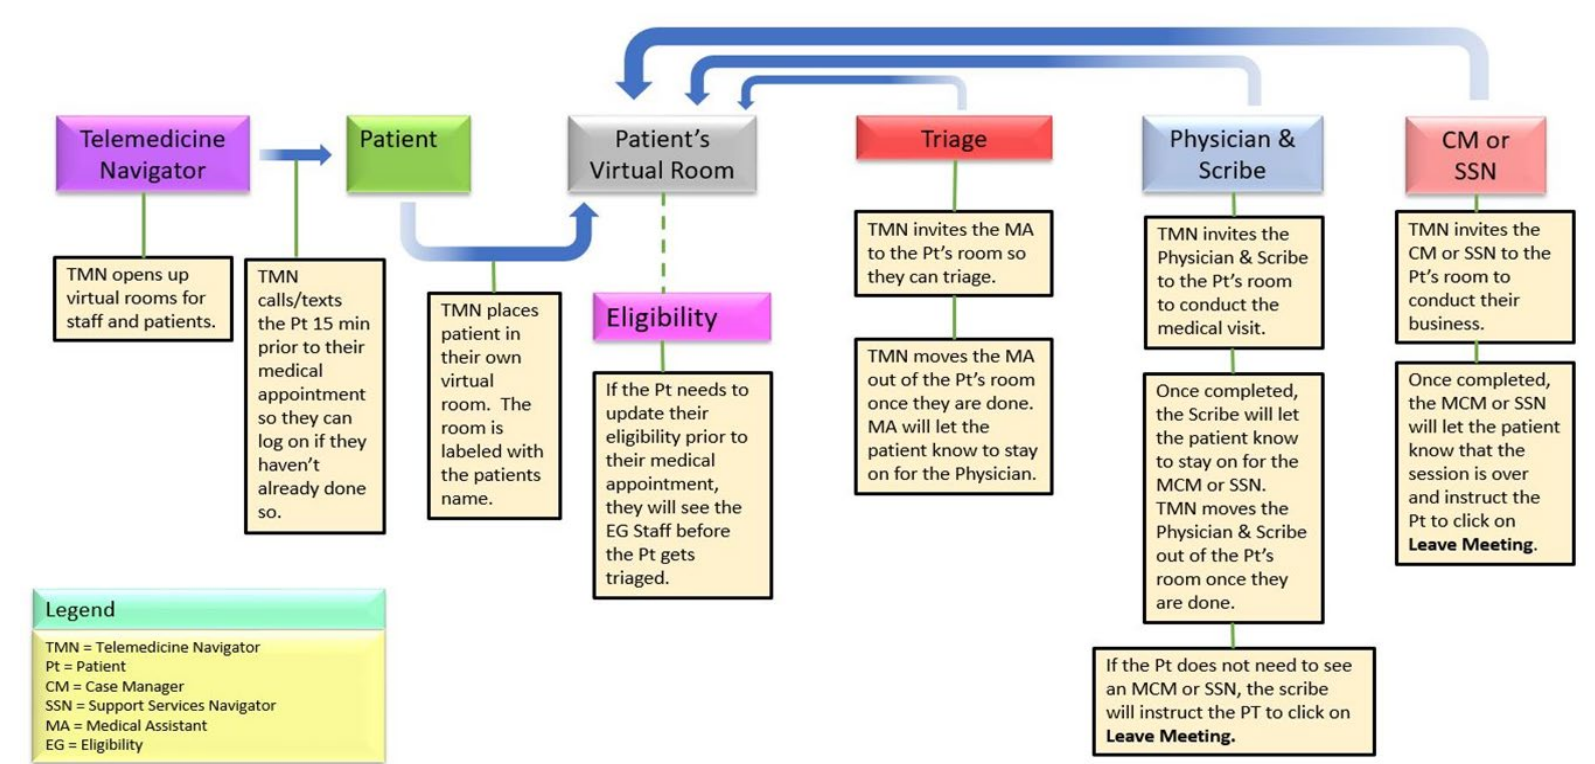 Telemedicine
Navigator
Patient
Patient's
Virtual Room
Triage
Physician &
Scribe
CM or
SSN
TMN opens up
virtual rooms for
staff and patients.
TMN
calls/texts
the Pt 15 min
prior to their
medical
appointment
so they can
log on if they
haven't
already done
so.
TMN places
patient in
their own
virtual
room.  The
room is
labeled with
the patients
name.
Eligibility
If the Pt needs to
update their
eligibility prior to
their medical
appointment,
they will see the
EG Staff before
the Pt gets
triaged.
TMN invites the MA
to the Pt's room so
they can triage.
TMN moves the MA
out of the Pt's room
once they are done.
MA will let the
patient know to stay
on for the Physician.
TMN invites the
Physician & Scribe
to the Pt's room
to conduct the
medical visit.
Once completed,
the Scribe will let
the patient know
to stay on for the
MCM or SSN.
TMN moves the
Physician & Scribe
out of the Pt's
room once they
are done.
If the Pt does not need to see
an MCM or SSN, the scribe
will instruct the PT to click on
Leave Meeting.
TMN invites the
CM or SSN to the
Pt's room to
conduct their
business.
Once completed,
the MCM or SSN
will let the patient
know that the
session is over
and instruct the
Pt to click on
Leave Meeting.
Legend
TMN = Telemedicine Navigator
Pt = Patient
CM = Case Manager
SSN = Support Services Navigator
MA = Medical Assistant
EG = Eligibility